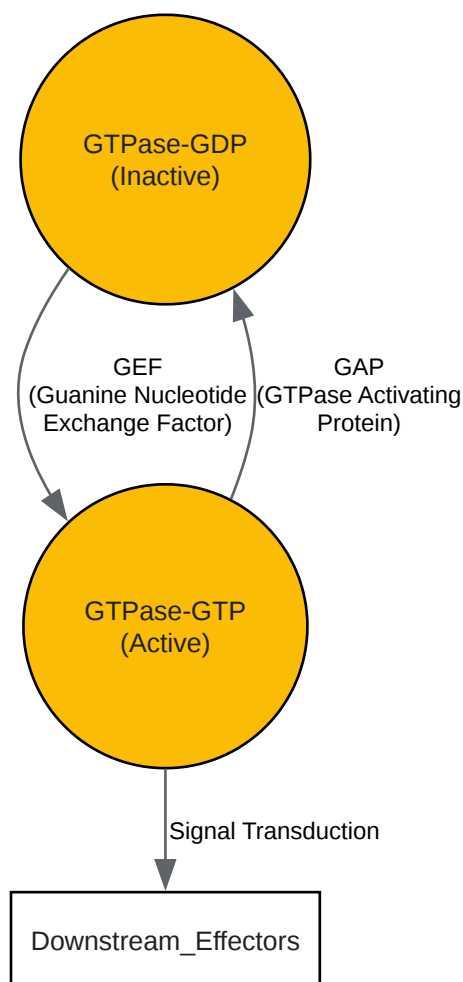 GTPase-GDP
(Inactive)
GEF
(Guanine Nucleotide
Exchange Factor)
GAP
(GTPase Activating
Protein)
GTPase-GTP
(Active)
Signal Transduction
Downstream_Effectors